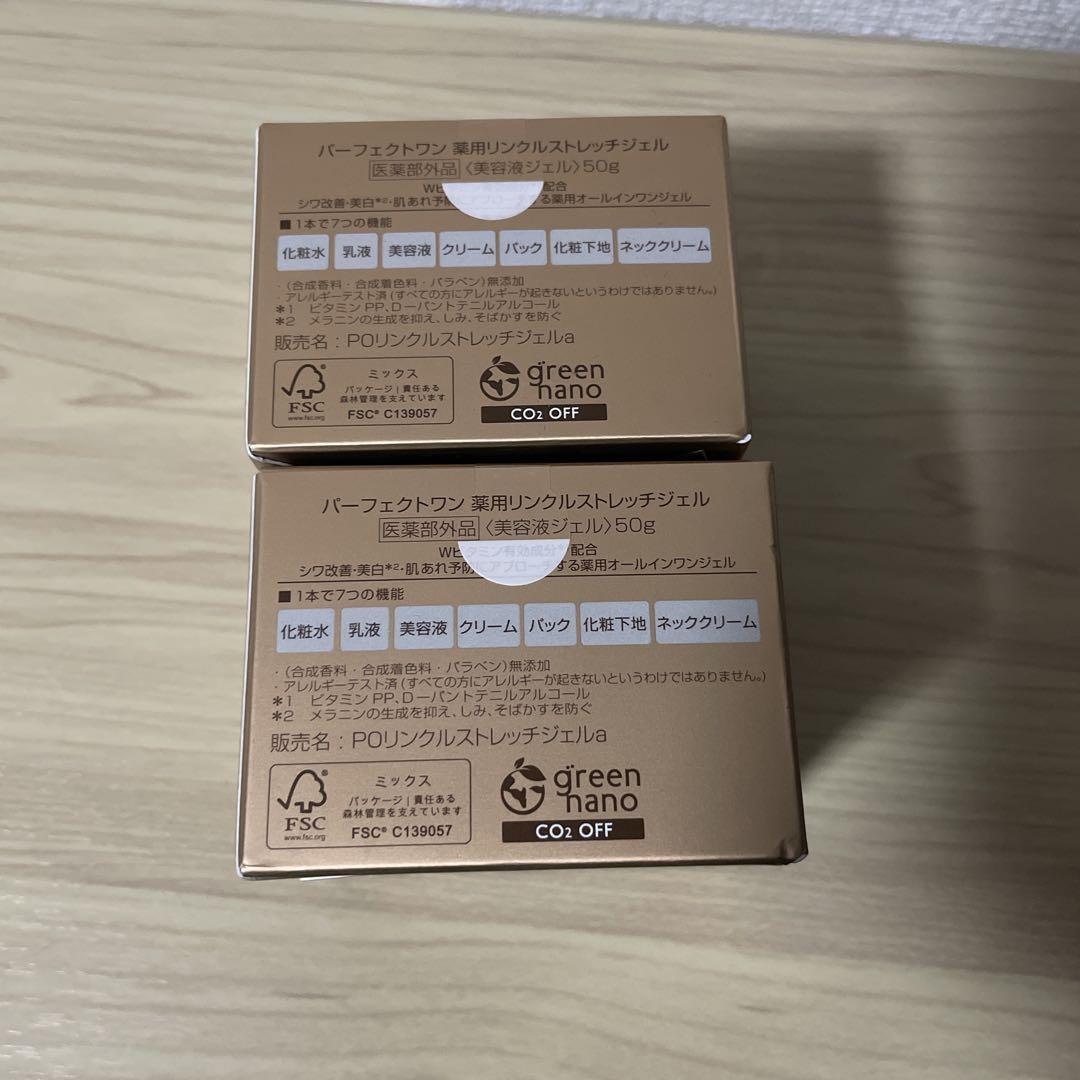 パーフェクトワン 薬用リンクルストレッチジェル
医薬部外品〈美容液ジェル〉50g
Wビ 配合
シワ改善・美白*2・肌あれ予防にアプローチする薬用オールインワンジェル
■1本で7つの機能
化粧水 乳液 美容液 クリーム パック 化粧下地 ネッククリーム
・(合成香料・合成着色料・パラベン)無添加
・アレルギーテスト済(すべての方にアレルギーが起きないというわけではありません。)
*1 ビタミンPP、D-パントテニルアルコール
*2 メラニンの生成を抑え、しみ、そばかすを防ぐ
販売名:POリンクルストレッチジェルa
FSC
www.fsc.org
ミックス
パッケージ|責任ある
森林管理を支えています
FSC® C139057
green
nano
CO2 OFF
パーフェクトワン 薬用リンクルストレッチジェル
医薬部外品〈美容液ジェル〉50g
Wビタミン有効成分*1配合
シワ改善・美白*2・肌あれ予防にアプローチする薬用オールインワンジェル
■1本で7つの機能
化粧水 乳液 美容液 クリーム パック 化粧下地 ネッククリーム
・(合成香料・合成着色料・パラベン)無添加
・アレルギーテスト済(すべての方にアレルギーが起きないというわけではありません。)
*1 ビタミンPP、D-パントテニルアルコール
*2 メラニンの生成を抑え、しみ、そばかすを防ぐ
販売名:POリンクルストレッチジェルa
FSC
www.fsc.org
ミックス
パッケージ|責任ある
森林管理を支えています
FSC® C139057
green
nano
CO2 OFF